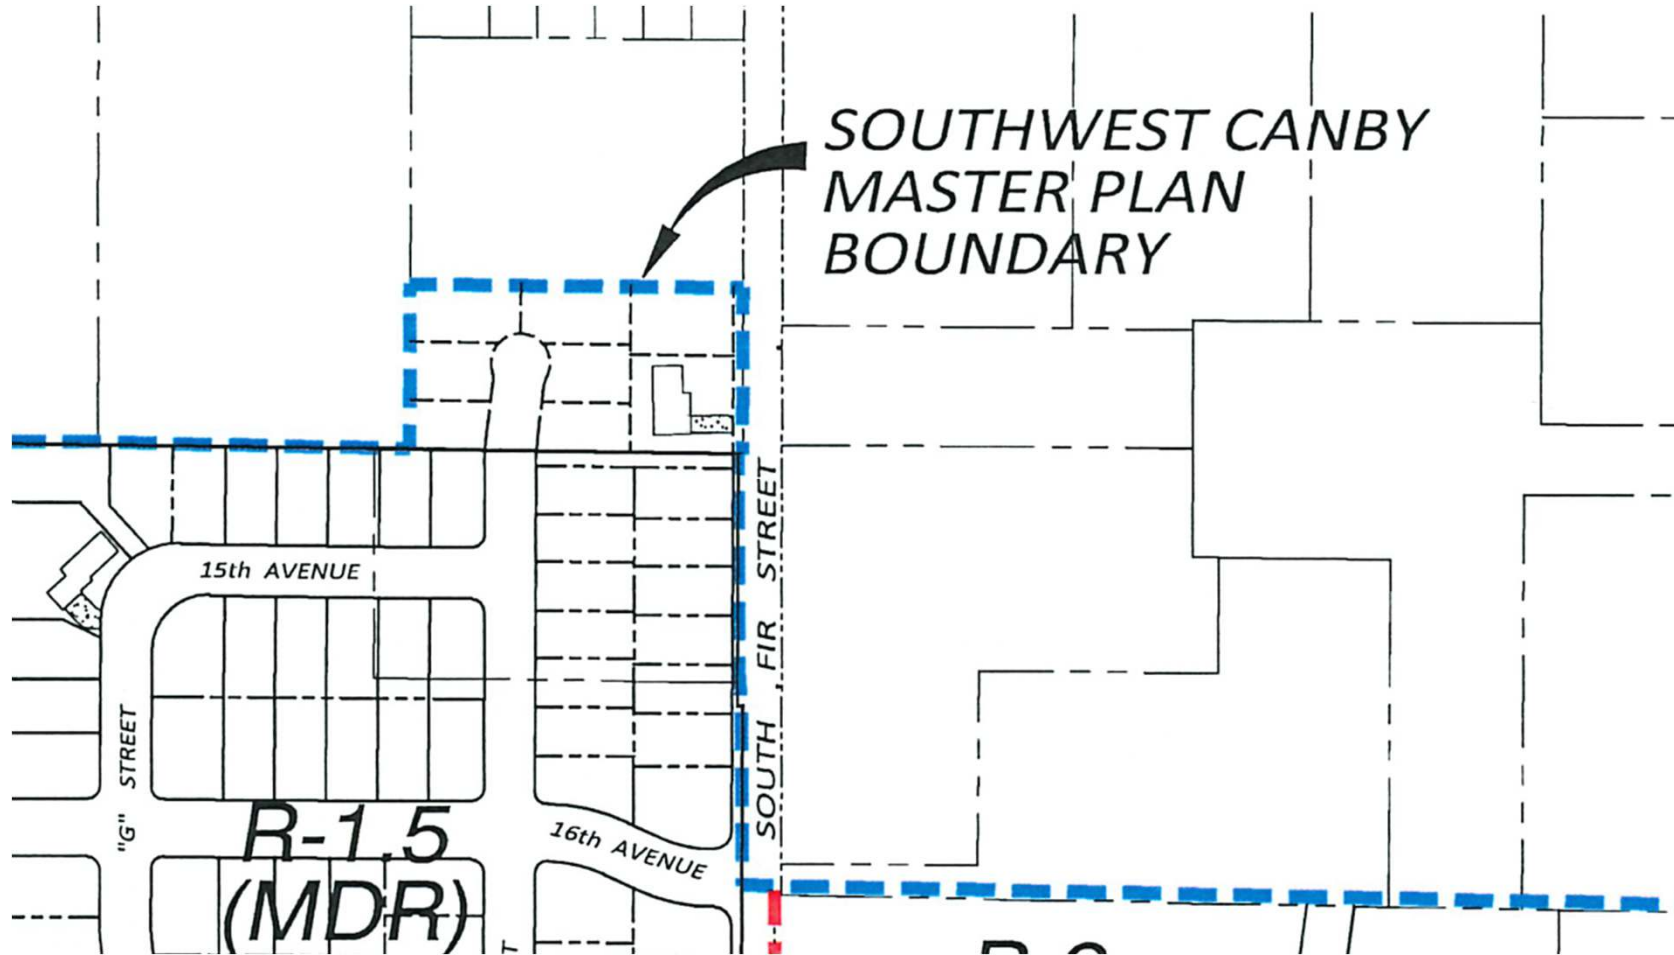 SOUTHWEST CANBY
MASTER PLAN
BOUNDARY
15th AVENUE
SOUTH FIR STREET
"G" STREET
R-1.5
(MDR)
16th AVENUE